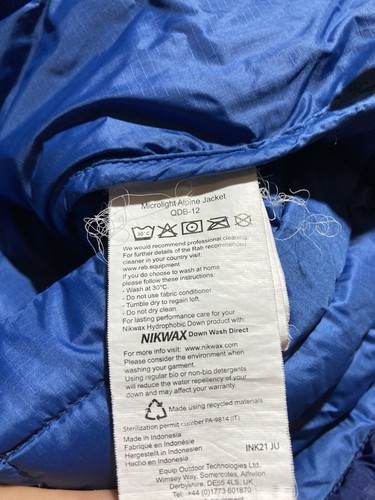 Microlight Alpine Jacket
QDB-12
30°C
We would recommend professional cleaning.
For further details of the Rab recommended
cleaner in your country visit:
www.rab.equipment
If you do choose to wash at home
please follow these instructions:
- Wash at 30°C.
- Do not use fabric conditioner.
- Tumble dry to regain loft.
- Do not dry clean.
For lasting performance care for your
Nikwax Hydrophobic Down product with:
NIKWAX Down Wash Direct
For more info visit: www.nikwax.com
Please consider the environment when
washing your garment.
Using regular bio or non-bio detergents
will reduce the water repellency of your
down and may affect its warmth.
Made using recycled materials
Sterilization permit number PA-9814 (IT).
Made in Indonesia
Fabriqué en Indonésie
Hergestellt in Indonesien
Hecho en Indonesia
INK21 JU
Equip Outdoor Technologies Ltd.
Wimsey Way, Somercotes, Alfreton
Derbyshire, DE55 4LS, UK
Tel: +44(0)1773 601870